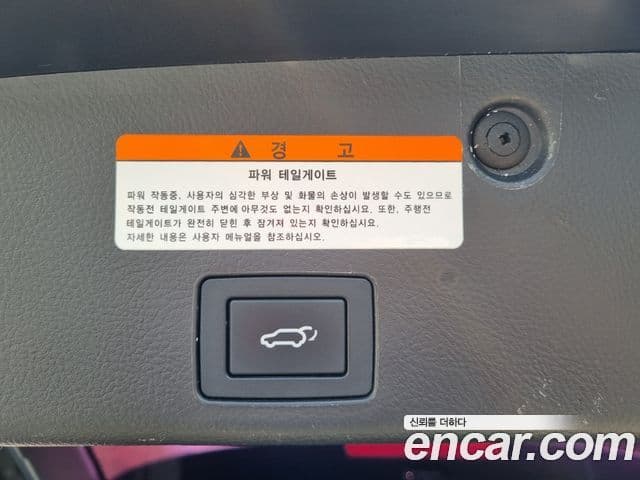 ⚠ 경 고
파워 테일게이트
파워 작동중, 사용자의 심각한 부상 및 화물의 손상이 발생할 수도 있으므로
작동전 테일게이트 주변에 아무것도 없는지 확인하십시요. 또한, 주행전
테일게이트가 완전히 닫힌 후 잠겨져 있는지 확인하십시요.
자세한 내용은 사용자 메뉴얼을 참조하십시오.
신뢰를 더하다
encar.com